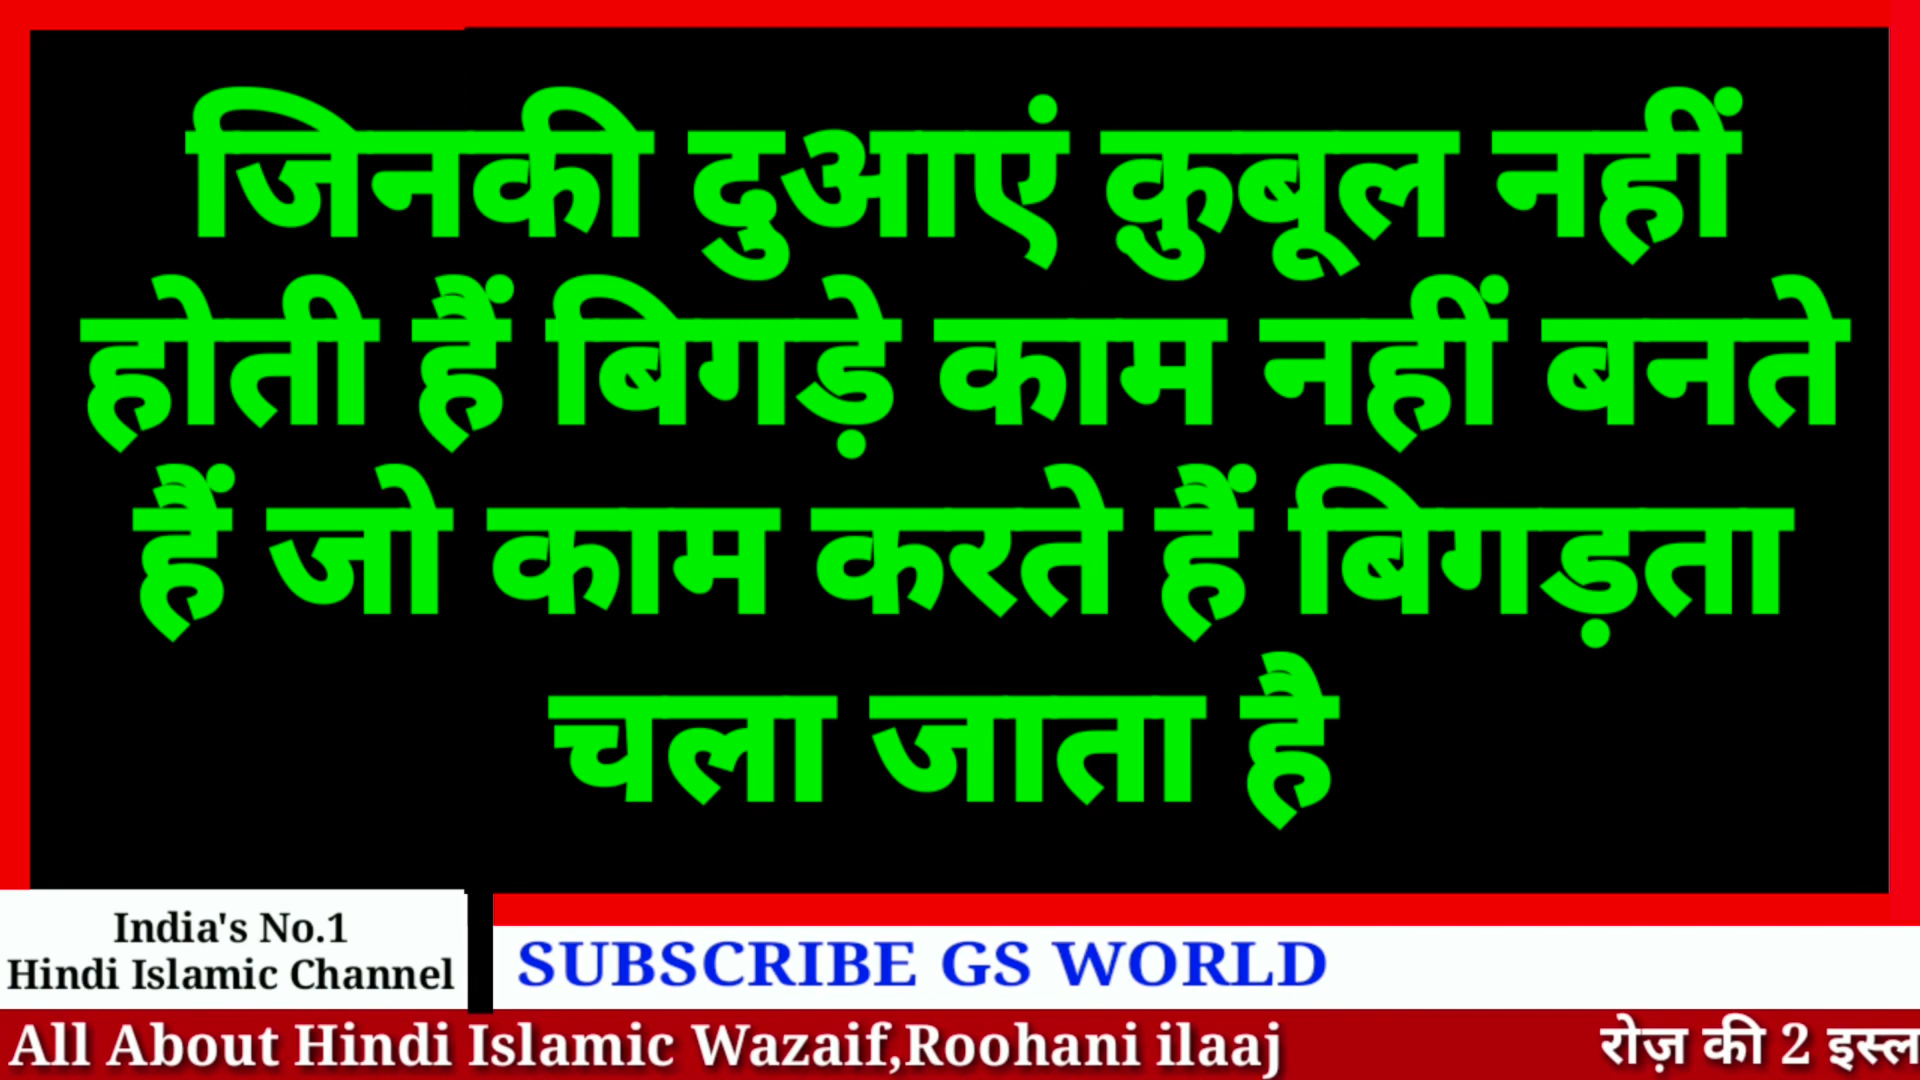 जिनकी दुआएं क़ुबूल नहीं
होती हैं बिगड़े काम नहीं बनते
हैं जो काम करते हैं बिगड़ता
चला जाता है
India's No.1
Hindi Islamic Channel
SUBSCRIBE GS WORLD
All About Hindi Islamic Wazaif,Roohani ilaaj
रोज़ की 2